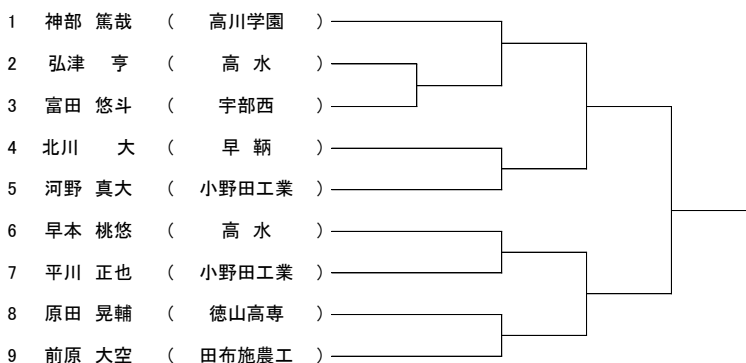 1 神部 篤哉 ( 高川学園 )
2 弘津 亨 ( 高 水 )
3 富田 悠斗 ( 宇部西 )
4 北川 大 ( 早 鞆 )
5 河野 真大 ( 小野田工業 )
6 早本 桃悠 ( 高 水 )
7 平川 正也 ( 小野田工業 )
8 原田 晃輔 ( 徳山高専 )
9 前原 大空 ( 田布施農工 )